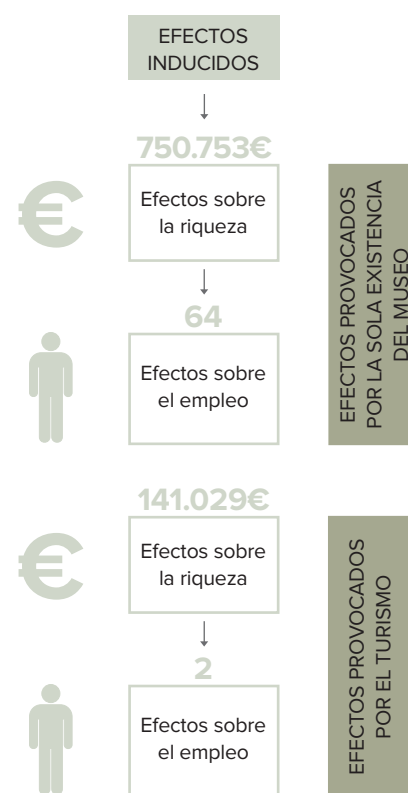 EFECTOS
INDUCIDOS
750.753€
€
Efectos sobre
la riqueza
64
Efectos sobre
el empleo
EFECTOS PROVOCADOS
POR LA SOLA EXISTENCIA
DEL MUSEO
141.029€
€
Efectos sobre
la riqueza
2
Efectos sobre
el empleo
EFECTOS PROVOCADOS
POR EL TURISMO